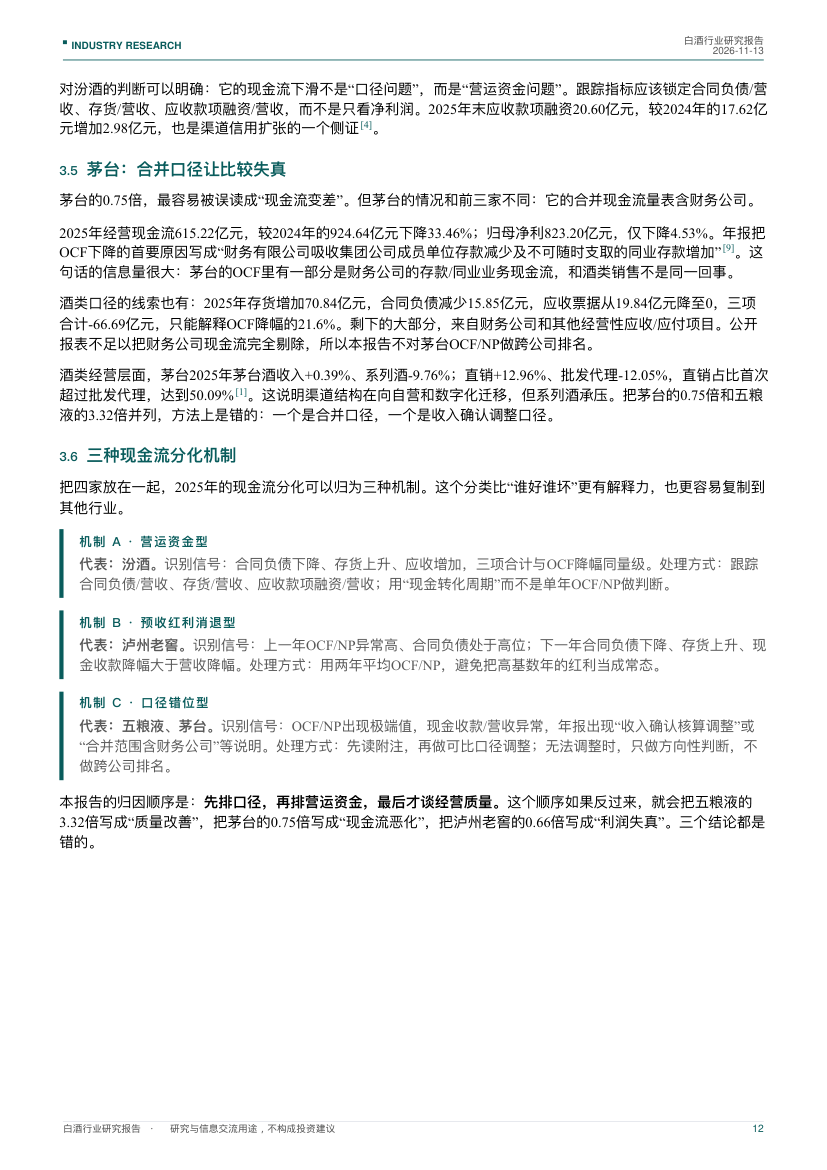 INDUSTRY RESEARCH
白酒行业研究报告
2026-11-13
对汾酒的判断可以明确：它的现金流下滑不是“口径问题”，而是“营运资金问题”。跟踪指标应该锁定合同负债/营
收、存货/营收、应收款项融资/营收，而不是只看净利润。2025年末应收款项融资20.60亿元，较2024年的17.62亿
元增加2.98亿元，也是渠道信用扩张的一个侧证[4]。
3.5 茅台：合并口径让比较失真
茅台的0.75倍，最容易被误读成“现金流变差”。但茅台的情况和前三家不同：它的合并现金流量表含财务公司。
2025年经营现金流615.22亿元，较2024年的924.64亿元下降33.46%；归母净利823.20亿元，仅下降4.53%。年报把
OCF下降的首要原因写成“财务有限公司吸收集团公司成员单位存款减少及不可随时支取的同业存款增加”[9]。这
句话的信息量很大：茅台的OCF里有一部分是财务公司的存款/同业业务现金流，和酒类销售不是同一回事。
酒类口径的线索也有：2025年存货增加70.84亿元，合同负债减少15.85亿元，应收票据从19.84亿元降至0，三项
合计-66.69亿元，只能解释OCF降幅的21.6%。剩下的大部分，来自财务公司和其他经营性应收/应付项目。公开
报表不足以把财务公司现金流完全剔除，所以本报告不对茅台OCF/NP做跨公司排名。
酒类经营层面，茅台2025年茅台酒收入+0.39%、系列酒-9.76%；直销+12.96%、批发代理-12.05%，直销占比首次
超过批发代理，达到50.09%[1]。这说明渠道结构在向自营和数字化迁移，但系列酒承压。把茅台的0.75倍和五粮
液的3.32倍并列，方法上是错的：一个是合并口径，一个是收入确认调整口径。
3.6 三种现金流分化机制
把四家放在一起，2025年的现金流分化可以归为三种机制。这个分类比“谁好谁坏”更有解释力，也更容易复制到
其他行业。
机制 A · 营运资金型
代表：汾酒。识别信号：合同负债下降、存货上升、应收增加，三项合计与OCF降幅同量级。处理方式：跟踪
合同负债/营收、存货/营收、应收款项融资/营收；用“现金转化周期”而不是单年OCF/NP做判断。
机制 B · 预收红利消退型
代表：泸州老窖。识别信号：上一年OCF/NP异常高、合同负债处于高位；下一年合同负债下降、存货上升、现
金收款降幅大于营收降幅。处理方式：用两年平均OCF/NP，避免把高基数年的红利当成常态。
机制 C · 口径错位型
代表：五粮液、茅台。识别信号：OCF/NP出现极端值，现金收款/营收异常，年报出现“收入确认核算调整”或
“合并范围含财务公司”等说明。处理方式：先读附注，再做可比口径调整；无法调整时，只做方向性判断，不
做跨公司排名。
本报告的归因顺序是：先排口径，再排营运资金，最后才谈经营质量。这个顺序如果反过来，就会把五粮液的
3.32倍写成“质量改善”，把茅台的0.75倍写成“现金流恶化”，把泸州老窖的0.66倍写成“利润失真”。三个结论都是
错的。
白酒行业研究报告 · 研究与信息交流用途，不构成投资建议
12